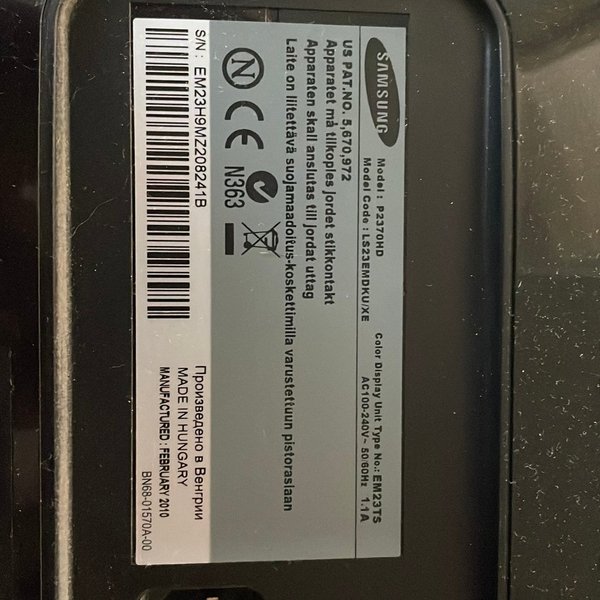 SAMSUNG
Model : P2370HD
Model Code : LS23EMDKU/XE
Color Display Unit Type No.: EM23TS
AC100-240V~ 50/60Hz 1.1A
US PAT.NO. 5,670,972
Apparatet må tilkoples jordet stikkontakt
Apparaten skall anslutas till jordat uttag
Laite on liitettävä suojamaadoitus-koskettimilla varustettuun pistorasiaan
N CE N363
S/N : EM23H9MZ208241B
Произведено в Венгрии
MADE IN HUNGARY
MANUFACTURED : FEBRUARY 2010
BN68-01570A-00